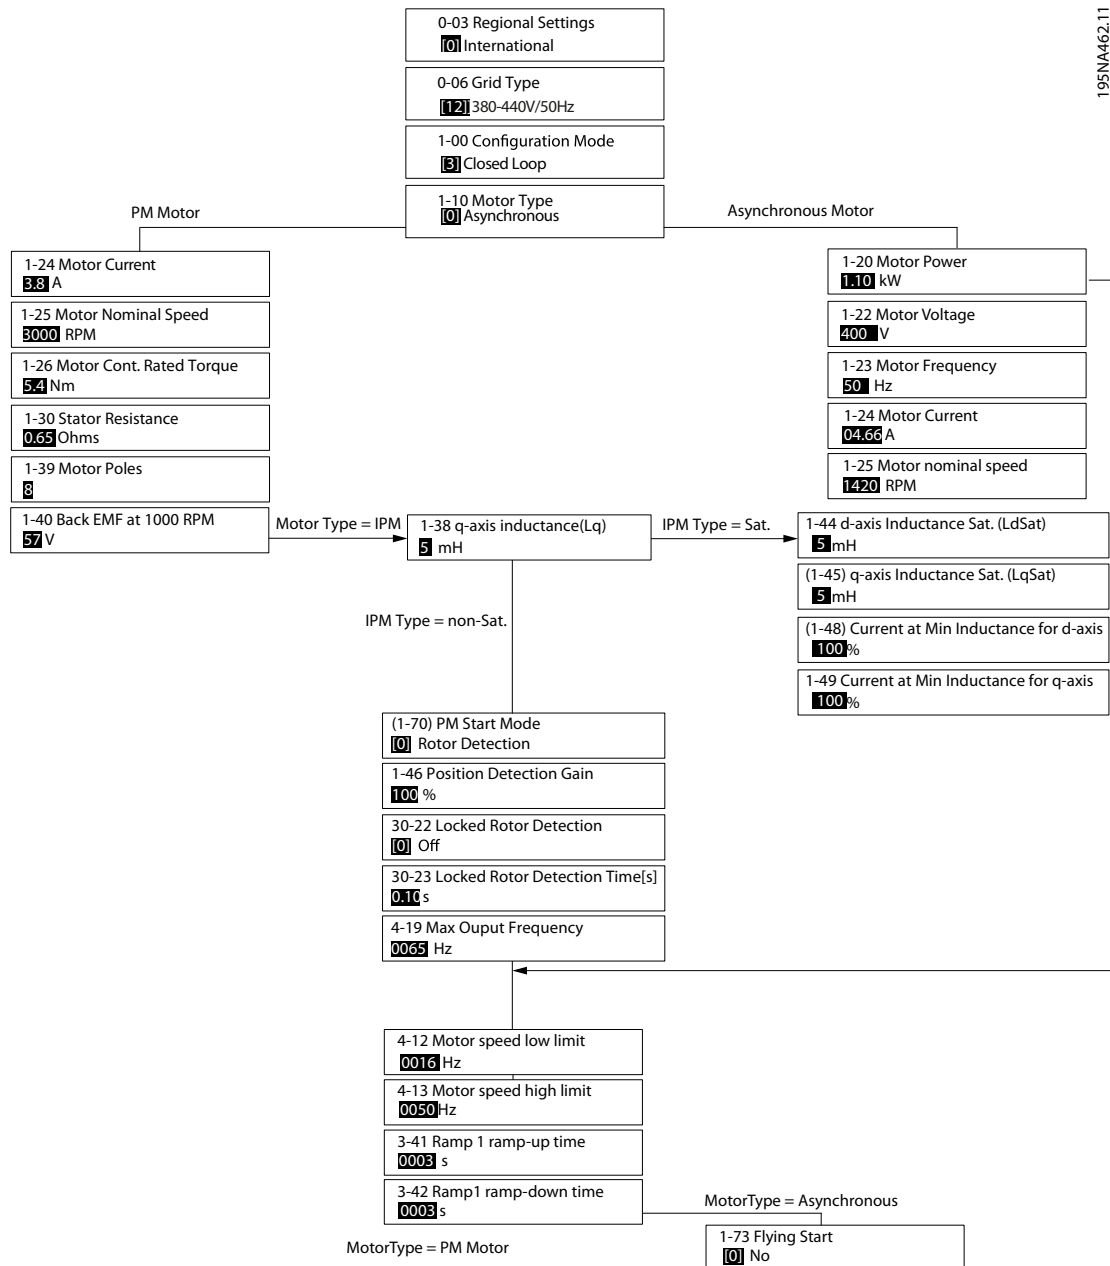 195NA462.11
0-03 Regional Settings
[0] International
0-06 Grid Type
[12] 380-440V/50Hz
1-00 Configuration Mode
[3] Closed Loop
1-10 Motor Type
[0] Asynchronous
PM Motor
Asynchronous Motor
1-24 Motor Current
3.8 A
1-25 Motor Nominal Speed
3000 RPM
1-26 Motor Cont. Rated Torque
5.4 Nm
1-30 Stator Resistance
0.65 Ohms
1-39 Motor Poles
8
1-40 Back EMF at 1000 RPM
57 V
1-20 Motor Power
1.10 kW
1-22 Motor Voltage
400 V
1-23 Motor Frequency
50 Hz
1-24 Motor Current
04.66 A
1-25 Motor nominal speed
1420 RPM
Motor Type = IPM
1-38 q-axis inductance(Lq)
5 mH
IPM Type = Sat.
1-44 d-axis Inductance Sat. (LdSat)
5 mH
(1-45) q-axis Inductance Sat. (LqSat)
5 mH
(1-48) Current at Min Inductance for d-axis
100 %
1-49 Current at Min Inductance for q-axis
100 %
IPM Type = non-Sat.
(1-70) PM Start Mode
[0] Rotor Detection
1-46 Position Detection Gain
100 %
30-22 Locked Rotor Detection
[0] Off
30-23 Locked Rotor Detection Time[s]
0.10 s
4-19 Max Ouput Frequency
0065 Hz
4-12 Motor speed low limit
0016 Hz
4-13 Motor speed high limit
0050 Hz
3-41 Ramp 1 ramp-up time
0003 s
3-42 Ramp1 ramp-down time
0003 s
MotorType = Asynchronous
MotorType = PM Motor
1-73 Flying Start
[0] No